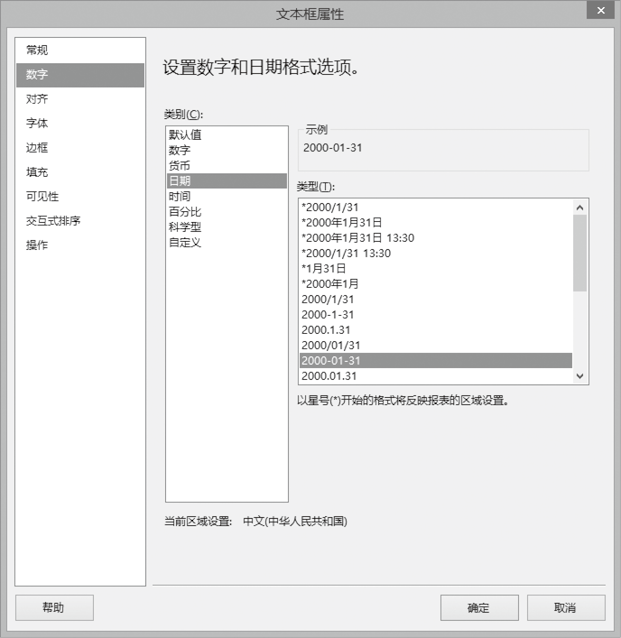 文本框属性
常规
数字
对齐
字体
边框
填充
可见性
交互式排序
操作
设置数字和日期格式选项。
类别(C):
默认值
数字
货币
日期
时间
百分比
科学型
自定义
示例
2000-01-31
类型(T):
*2000/1/31
*2000年1月31日
*2000年1月31日 13:30
*2000/1/31 13:30
*1月31日
*2000年1月
2000/1/31
2000-1-31
2000.1.31
2000/01/31
2000-01-31
2000.01.31
以星号(*)开始的格式将反映报表的区域设置。
当前区域设置: 中文(中华人民共和国)
帮助
确定
取消